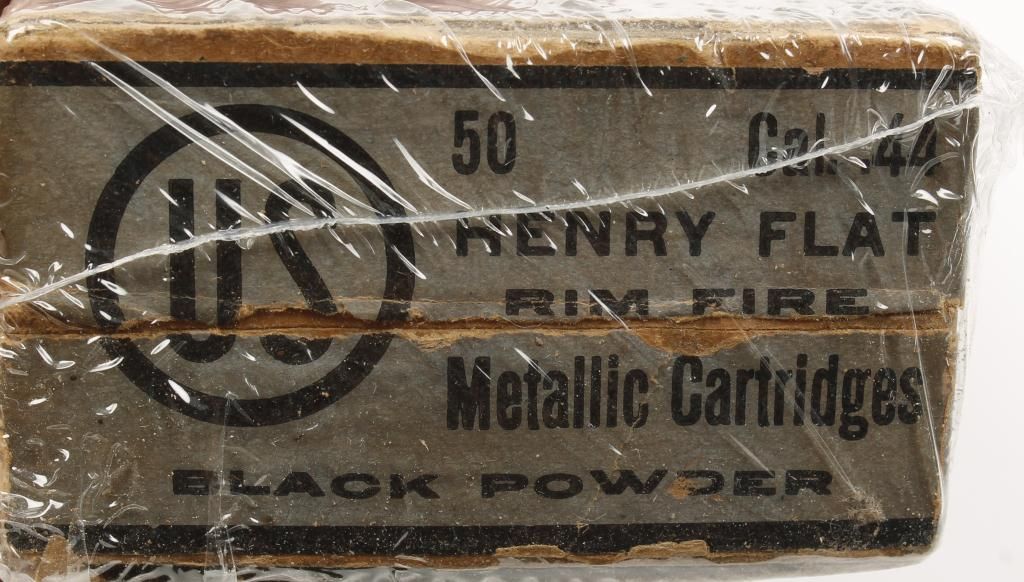 US
50 Cal. .44
HENRY FLAT
RIM FIRE
Metallic Cartridges
BLACK POWDER